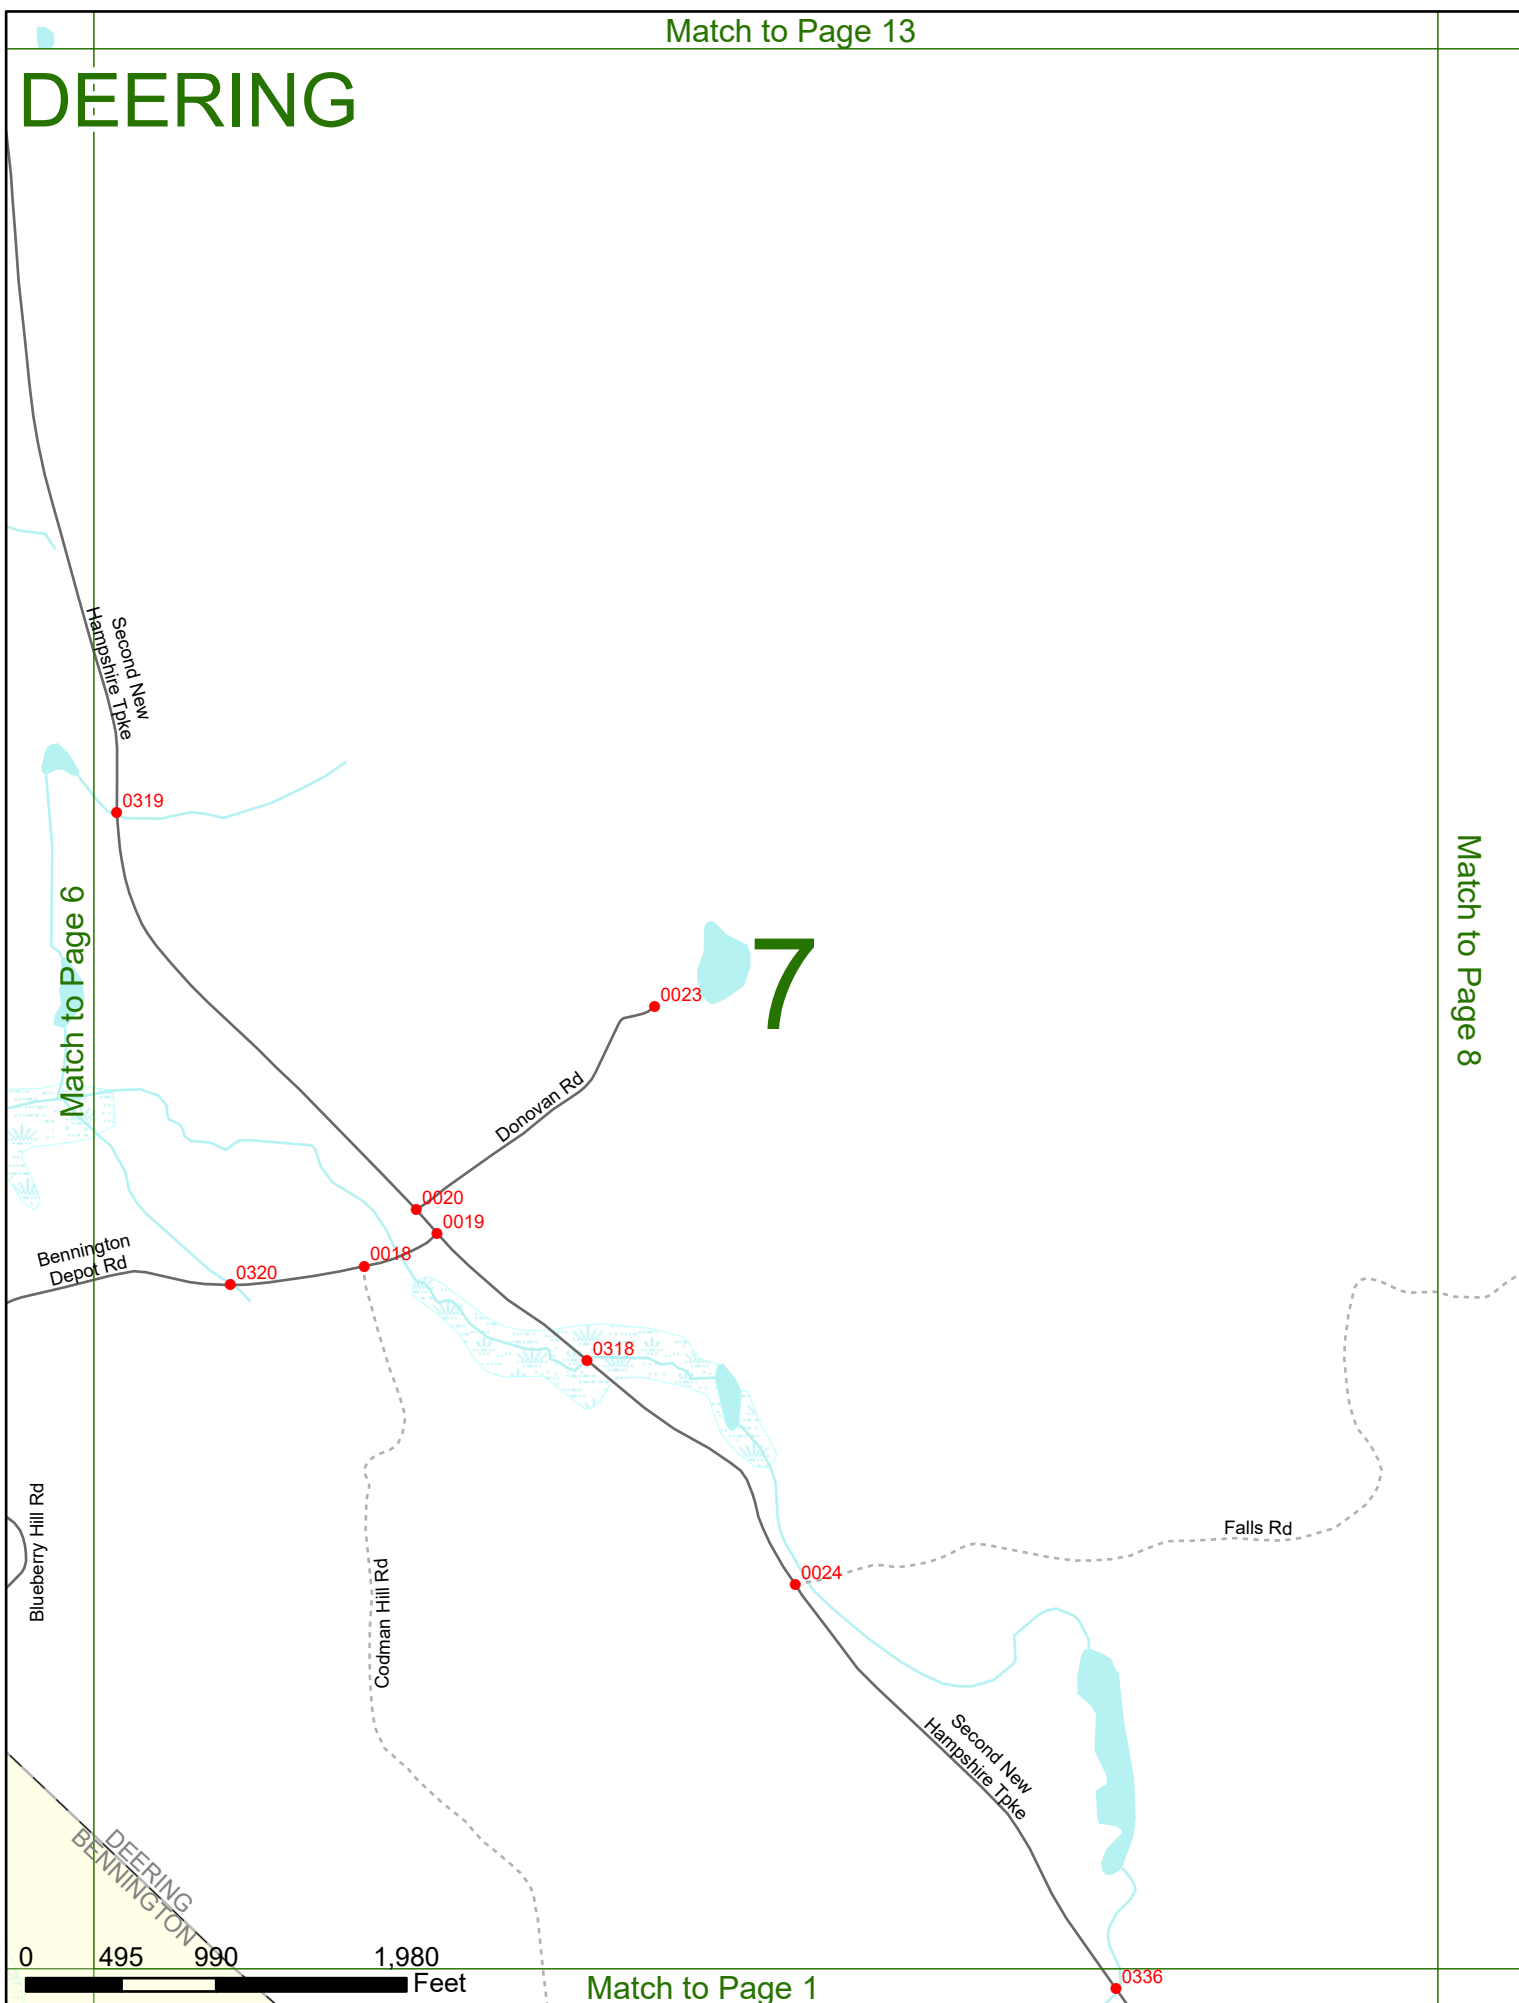 Match to Page 13
DEERING
Second New
Hampshire Tpke
0319
Match to Page 6
Match to Page 8
7
0023
Donovan Rd
0020
0019
0018
Bennington
Depot Rd
0320
0318
Blueberry Hill Rd
Codman Hill Rd
Falls Rd
0024
Second New
Hampshire Tpke
DEERING
BENNINGTON
0 495 990 1,980
Feet
Match to Page 1
0336